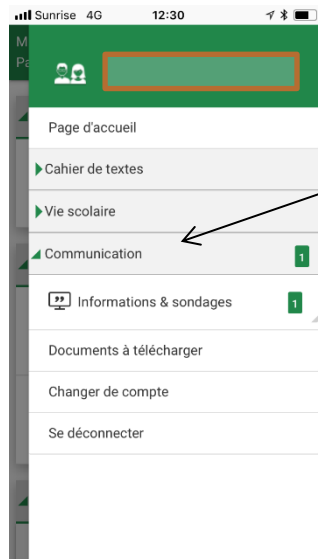 Sunrise 4G 12:30
M
Pa
Page d'accueil
Cahier de textes
Vie scolaire
Communication 1
Informations & sondages 1
Documents à télécharger
Changer de compte
Se déconnecter